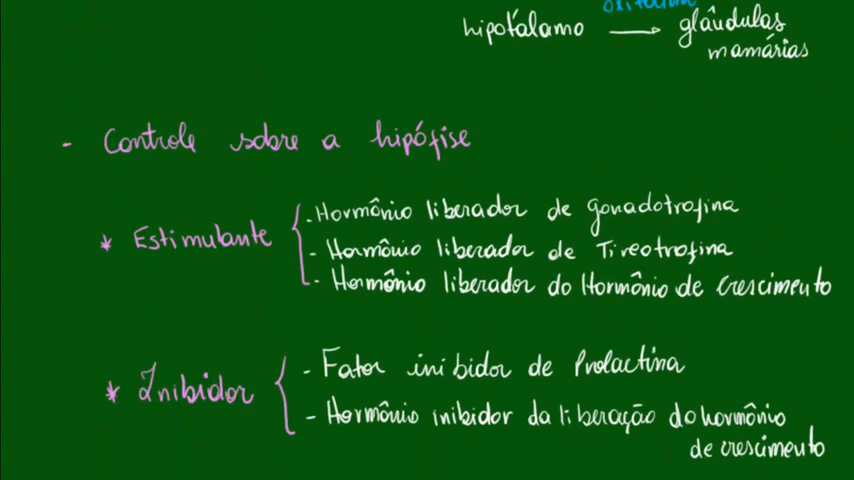 ocitocina
hipotálamo → glândulas
mamárias
- Controle sobre a hipófise
* Estimulante { - Hormônio liberador de gonadotrofina
- Hormônio liberador de Tireotrofina
- Hormônio liberador do Hormônio de crescimento
* Inibidor { - Fator inibidor de Prolactina
- Hormônio inibidor da liberação do hormônio
de crescimento